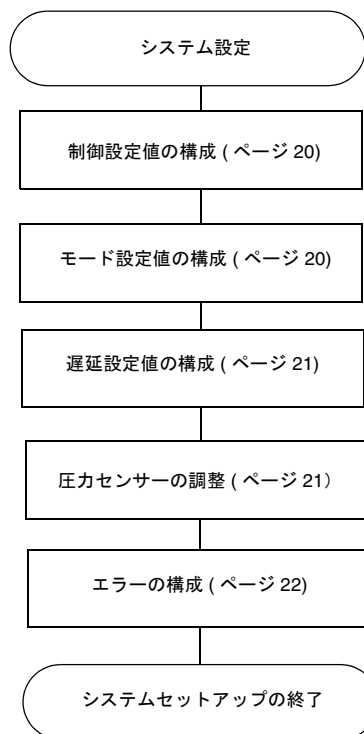 システム設定
制御設定値の構成 ( ページ 20)
モード設定値の構成 ( ページ 20)
遅延設定値の構成 ( ページ 21)
圧力センサーの調整 ( ページ 21）
エラーの構成 ( ページ 22)
システムセットアップの終了